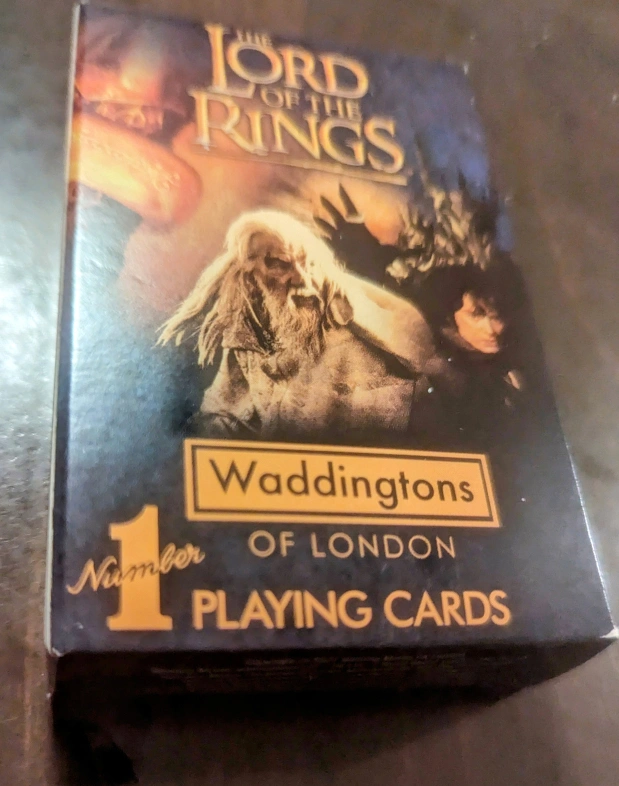 THE
LORD
OF THE
RINGS
Waddingtons
OF LONDON
Number
1
PLAYING CARDS